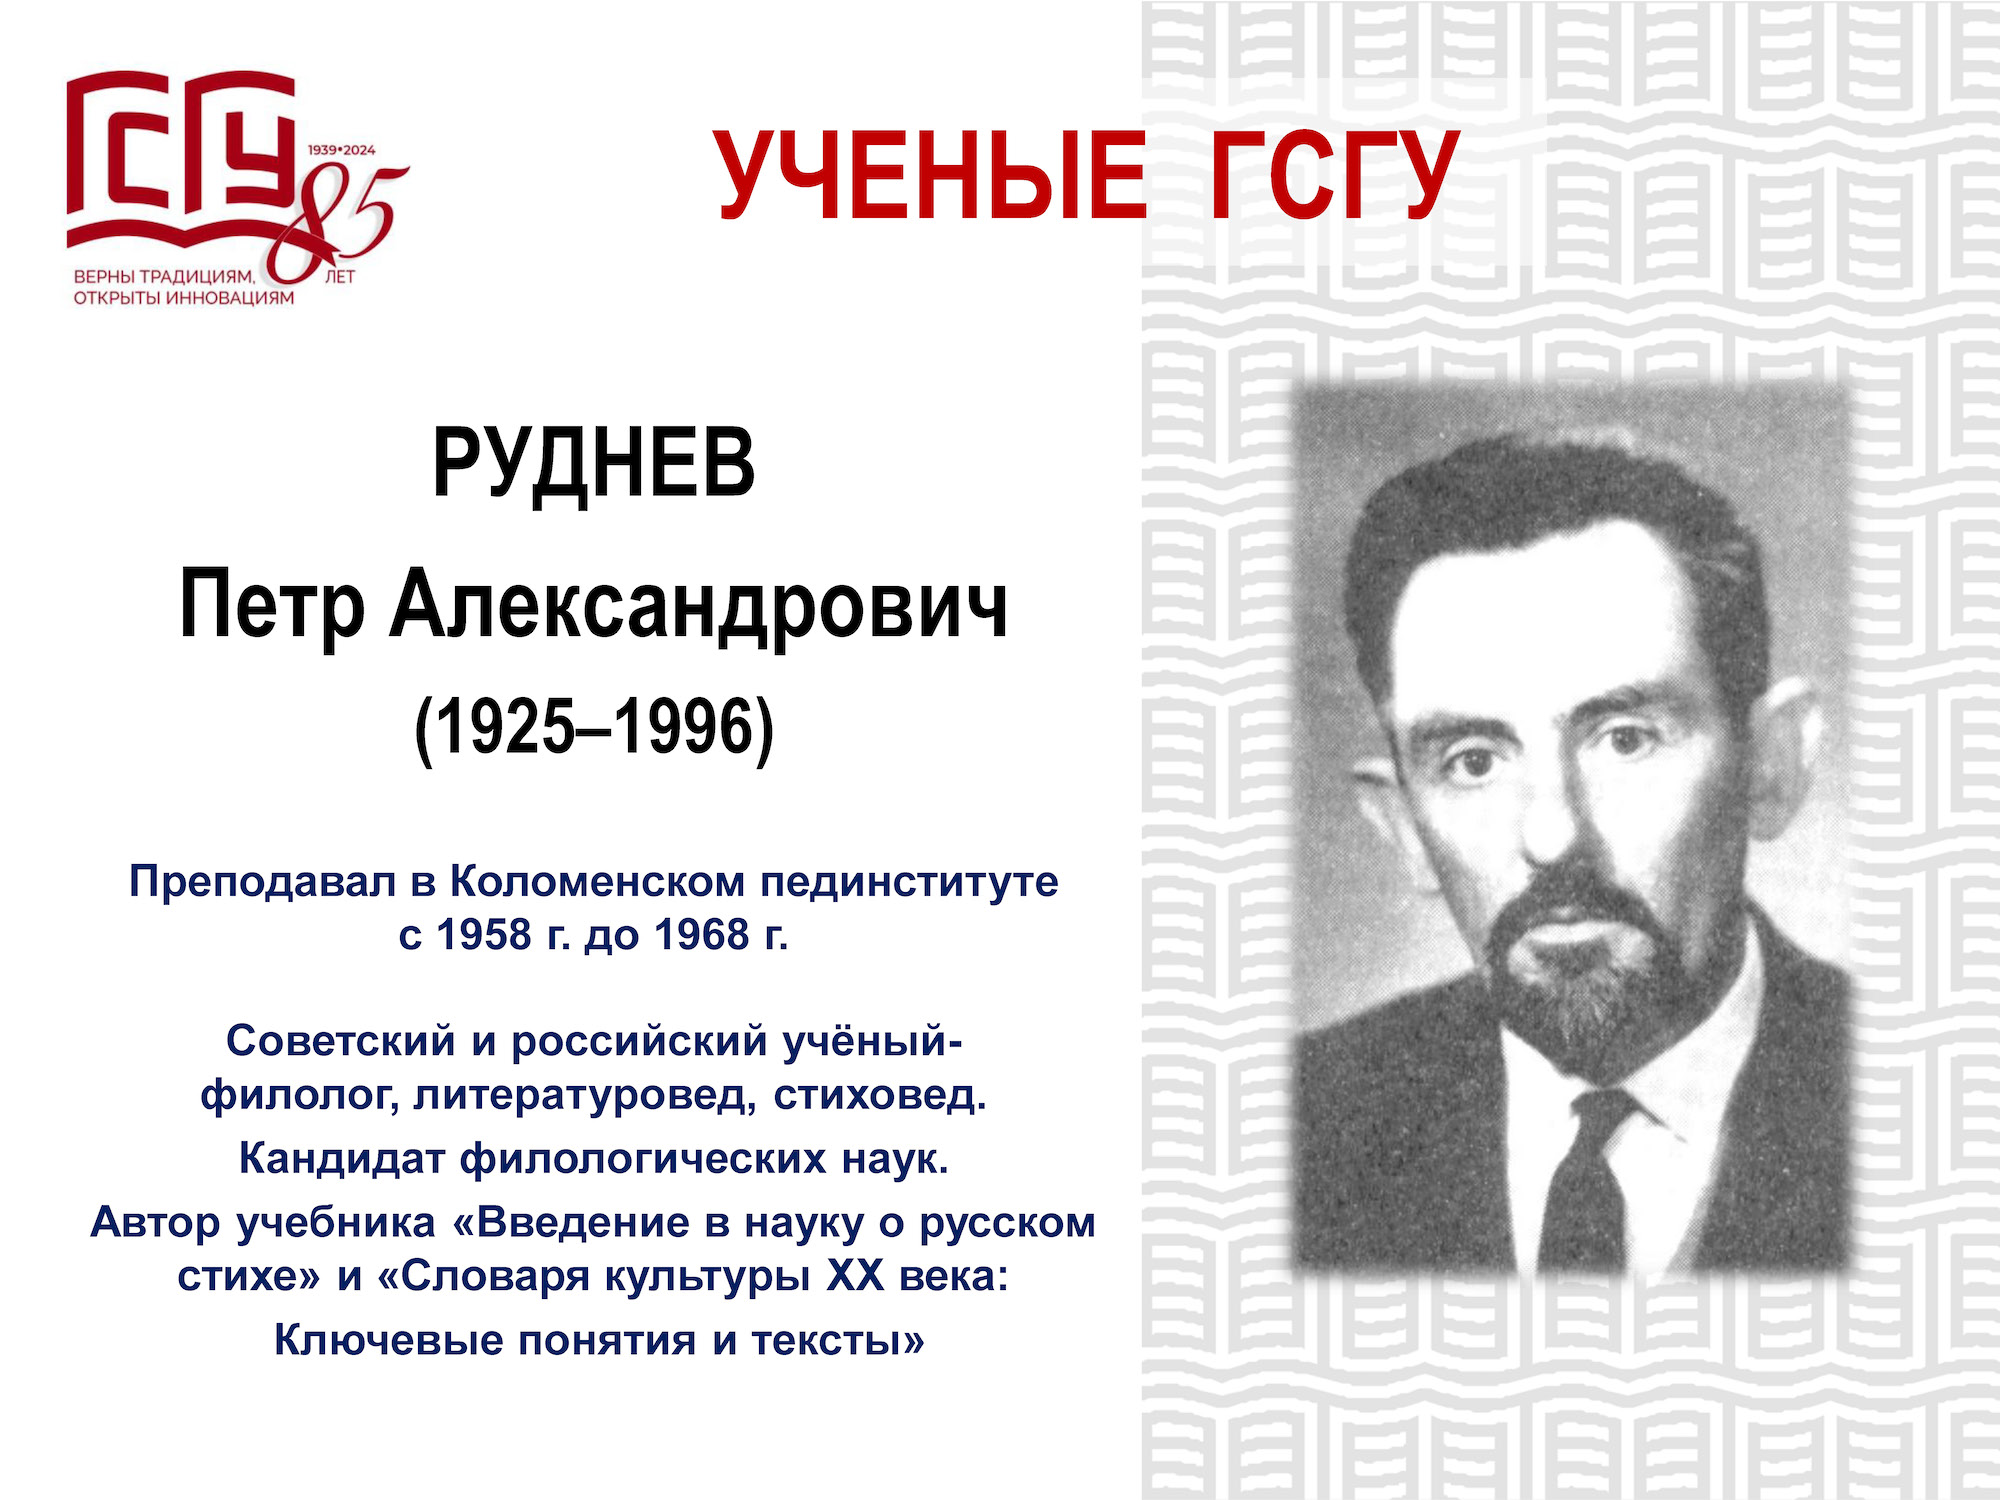 ГСГУ
1939•2024
85
ВЕРНЫ ТРАДИЦИЯМ, ЛЕТ
ОТКРЫТЫ ИННОВАЦИЯМ
УЧЕНЫЕ ГСГУ
РУДНЕВ
Петр Александрович
(1925–1996)
Преподавал в Коломенском пединституте
с 1958 г. до 1968 г.
Советский и российский учёный-
филолог, литературовед, стиховед.
Кандидат филологических наук.
Автор учебника «Введение в науку о русском
стихе» и «Словаря культуры XX века:
Ключевые понятия и тексты»